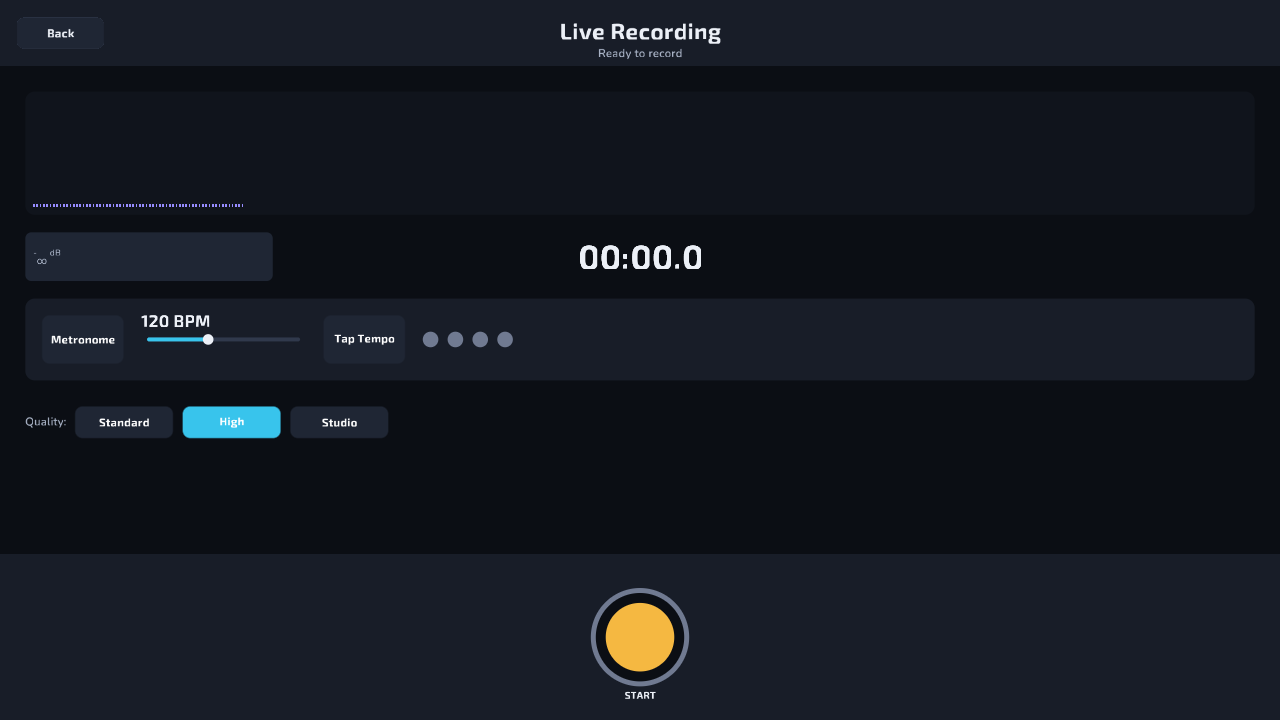 Back
Live Recording
Ready to record
-∞ dB
00:00.0
Metronome
120 BPM
Tap Tempo
Quality:
Standard
High
Studio
START